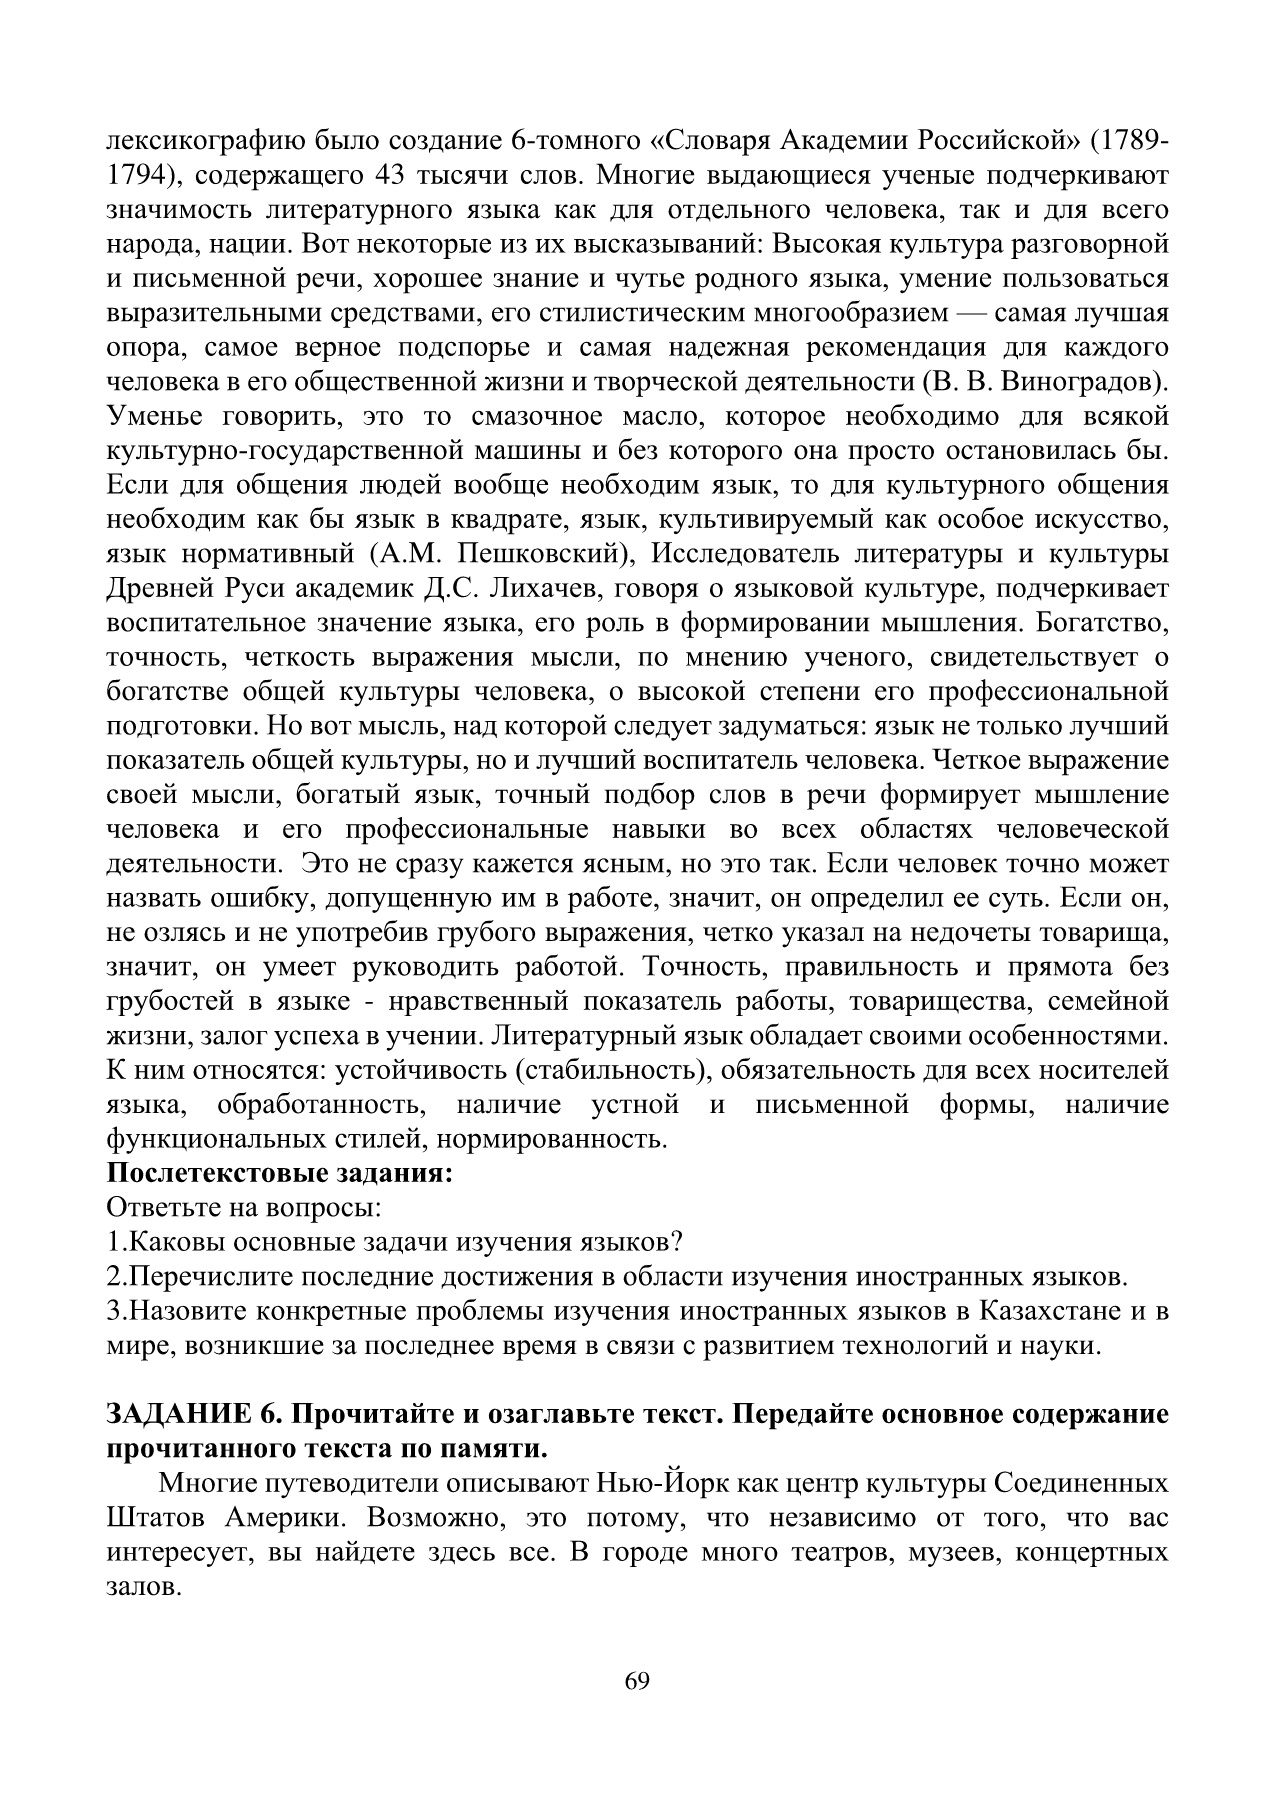 лексикографию было создание 6-томного «Словаря Академии Российской» (1789-
1794), содержащего 43 тысячи слов. Многие выдающиеся ученые подчеркивают
значимость литературного языка как для отдельного человека, так и для всего
народа, нации. Вот некоторые из их высказываний: Высокая культура разговорной
и письменной речи, хорошее знание и чутье родного языка, умение пользоваться
выразительными средствами, его стилистическим многообразием — самая лучшая
опора, самое верное подспорье и самая надежная рекомендация для каждого
человека в его общественной жизни и творческой деятельности (В. В. Виноградов).
Уменье говорить, это то смазочное масло, которое необходимо для всякой
культурно-государственной машины и без которого она просто остановилась бы.
Если для общения людей вообще необходим язык, то для культурного общения
необходим как бы язык в квадрате, язык, культивируемый как особое искусство,
язык нормативный (А.М. Пешковский), Исследователь литературы и культуры
Древней Руси академик Д.С. Лихачев, говоря о языковой культуре, подчеркивает
воспитательное значение языка, его роль в формировании мышления. Богатство,
точность, четкость выражения мысли, по мнению ученого, свидетельствует о
богатстве общей культуры человека, о высокой степени его профессиональной
подготовки. Но вот мысль, над которой следует задуматься: язык не только лучший
показатель общей культуры, но и лучший воспитатель человека. Четкое выражение
своей мысли, богатый язык, точный подбор слов в речи формирует мышление
человека и его профессиональные навыки во всех областях человеческой
деятельности.  Это не сразу кажется ясным, но это так. Если человек точно может
назвать ошибку, допущенную им в работе, значит, он определил ее суть. Если он,
не озлясь и не употребив грубого выражения, четко указал на недочеты товарища,
значит, он умеет руководить работой. Точность, правильность и прямота без
грубостей в языке - нравственный показатель работы, товарищества, семейной
жизни, залог успеха в учении. Литературный язык обладает своими особенностями.
К ним относятся: устойчивость (стабильность), обязательность для всех носителей
языка, обработанность, наличие устной и письменной формы, наличие
функциональных стилей, нормированность.
Послетекстовые задания:
Ответьте на вопросы:
1.Каковы основные задачи изучения языков?
2.Перечислите последние достижения в области изучения иностранных языков.
3.Назовите конкретные проблемы изучения иностранных языков в Казахстане и в
мире, возникшие за последнее время в связи с развитием технологий и науки.
ЗАДАНИЕ 6. Прочитайте и озаглавьте текст. Передайте основное содержание
прочитанного текста по памяти.
Многие путеводители описывают Нью-Йорк как центр культуры Соединенных
Штатов Америки. Возможно, это потому, что независимо от того, что вас
интересует, вы найдете здесь все. В городе много театров, музеев, концертных
залов.
69